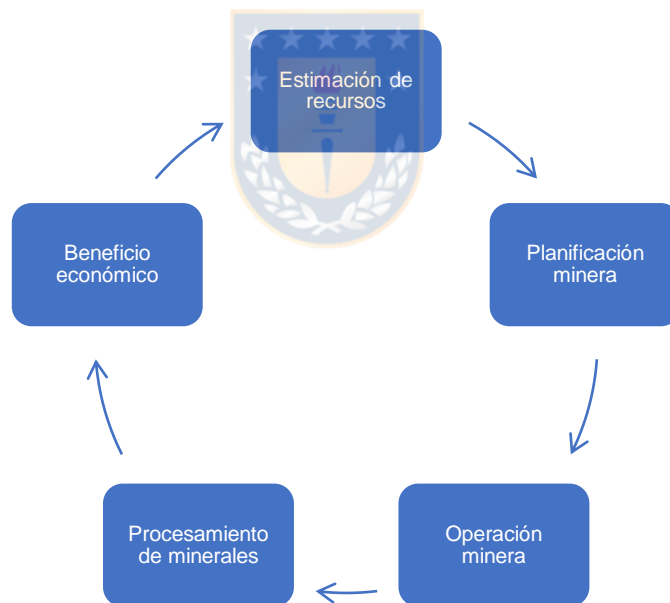 Estimación de
recursos
Planificación
minera
Operación
minera
Procesamiento
de minerales
Beneficio
económico